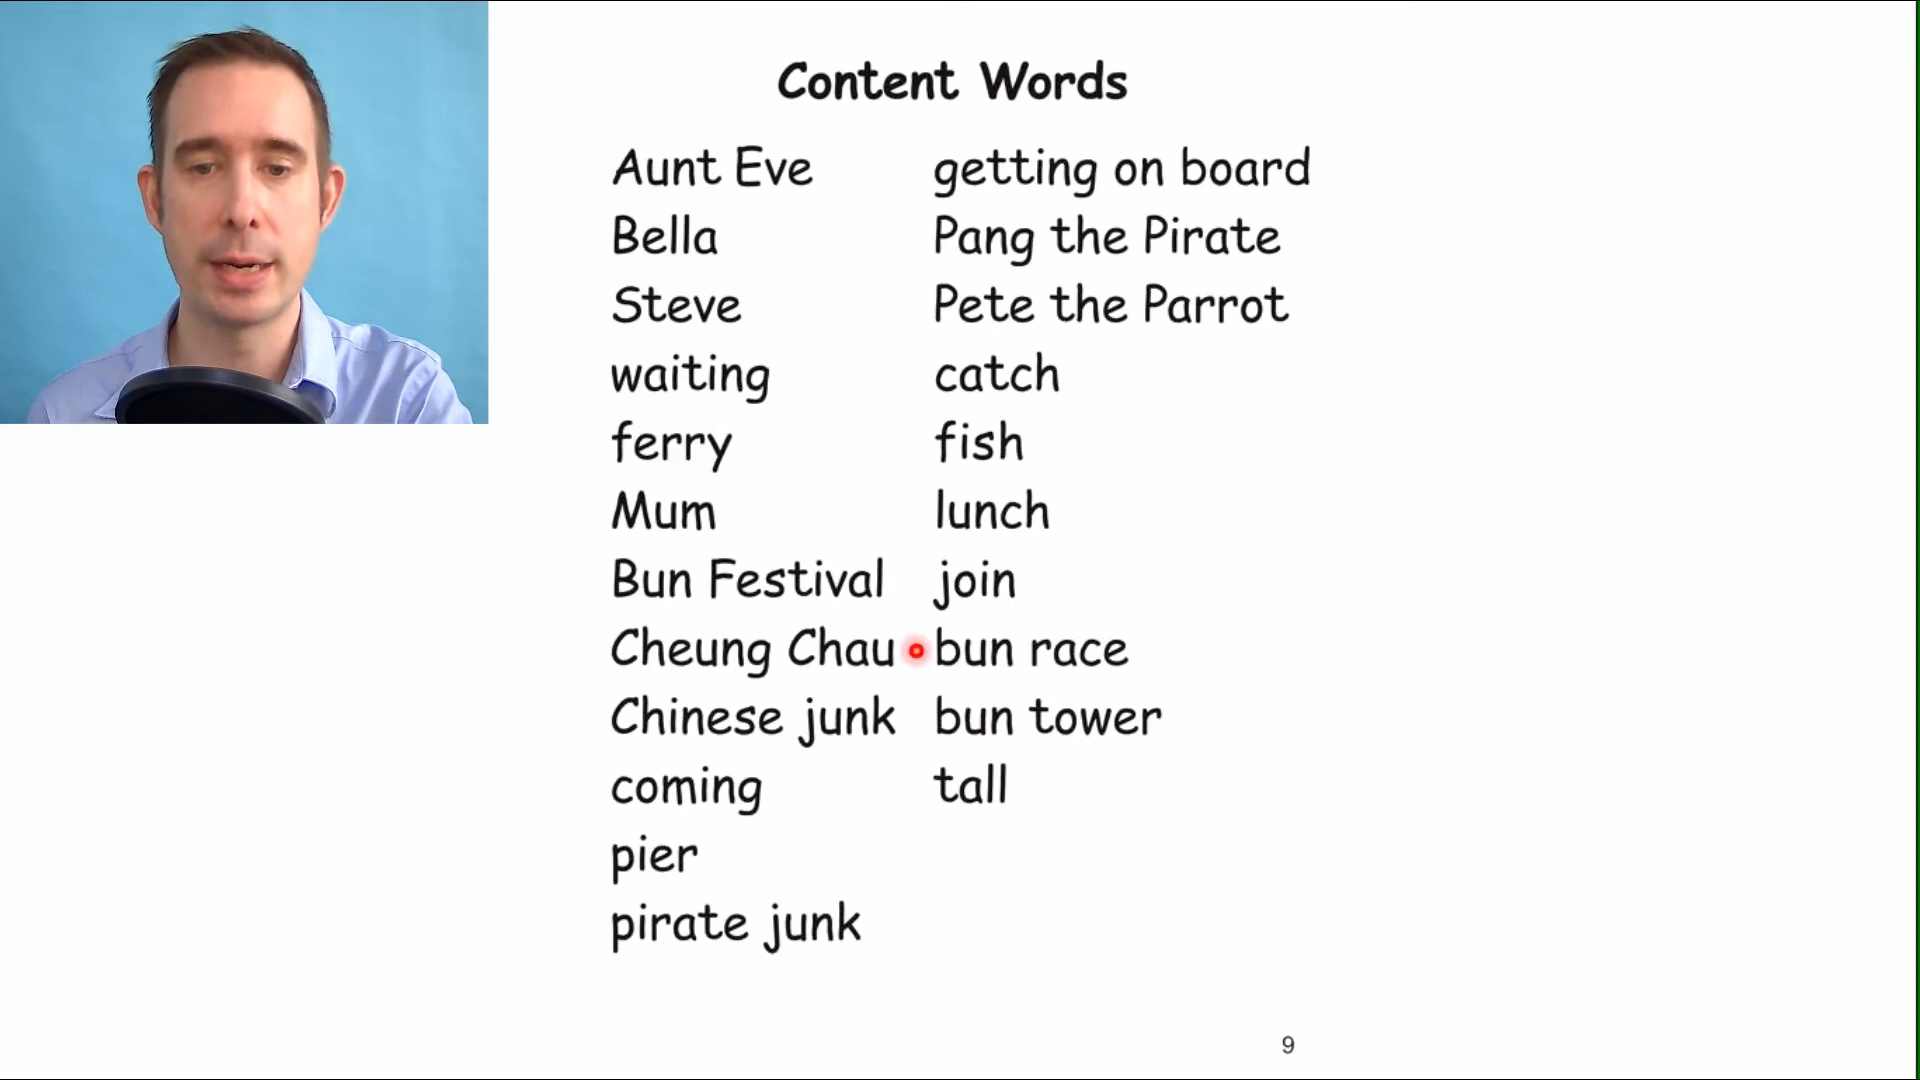 Content Words
Aunt Eve
Bella
Steve
waiting
ferry
Mum
Bun Festival
Cheung Chau
Chinese junk
coming
pier
pirate junk
getting on board
Pang the Pirate
Pete the Parrot
catch
fish
lunch
join
bun race
bun tower
tall
9